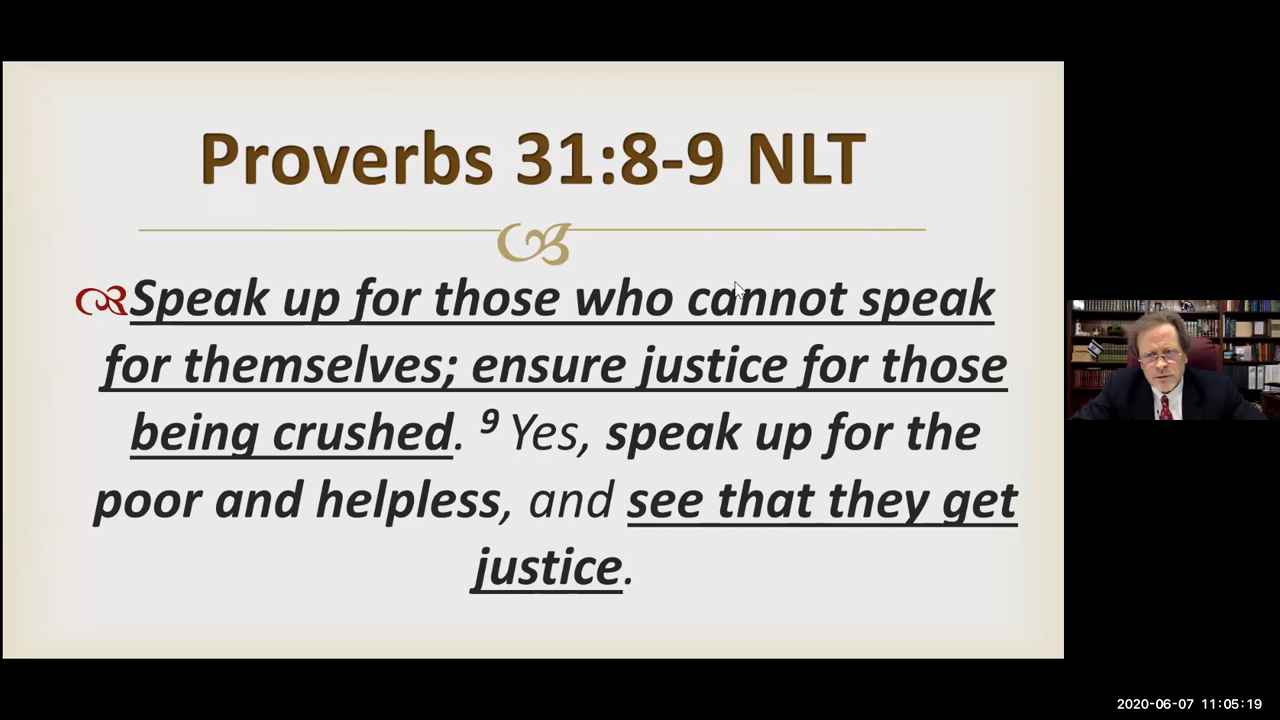 Proverbs 31:8-9 NLT
Speak up for those who cannot speak
for themselves; ensure justice for those
being crushed. 9 Yes, speak up for the
poor and helpless, and see that they get
justice.
2020-06-07 11:05:19